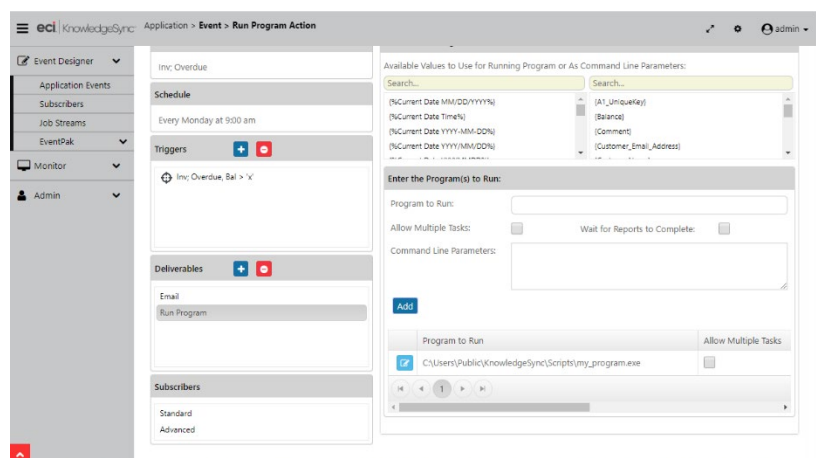 eci KnowledgeSync
Application > Event > Run Program Action
admin
Event Designer
Application Events
Subscribers
Job Streams
EventPak
Monitor
Admin
Inv; Overdue
Schedule
Every Monday at 9:00 am
Triggers
Inv; Overdue, Bal > 'x'
Deliverables
Email
Run Program
Subscribers
Standard
Advanced
Available Values to Use for Running Program or As Command Line Parameters:
Search...
Search...
{%Current Date MM/DD/YYYY%}
{%Current Date Time%}
{%Current Date YYYY-MM-DD%}
{%Current Date YYYY/MM/DD%}
{A1_UniqueKey}
{Balance}
{Comment}
{Customer_Email_Address}
Enter the Program(s) to Run:
Program to Run:
Allow Multiple Tasks:
Wait for Reports to Complete:
Command Line Parameters:
Add
Program to Run
Allow Multiple Tasks
C:\Users\Public\KnowledgeSync\Scripts\my_program.exe
1